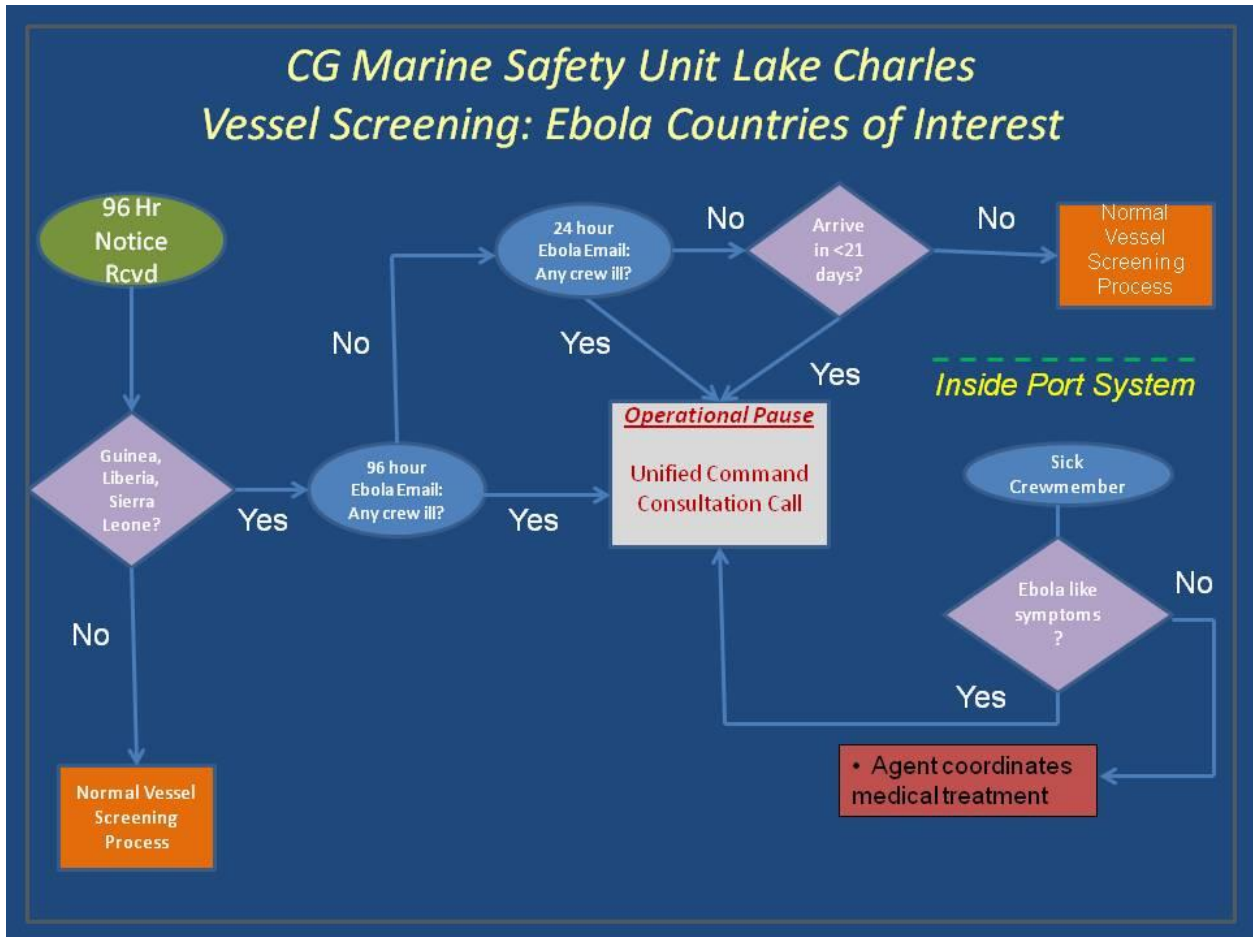 CG Marine Safety Unit Lake Charles
Vessel Screening: Ebola Countries of Interest
96 Hr
Notice
Rcvd
Guinea,
Liberia,
Sierra
Leone?
No
Normal Vessel
Screening
Process
Yes
96 hour
Ebola Email:
Any crew ill?
Yes
No
24 hour
Ebola Email:
Any crew ill?
Yes
No
Arrive
in <21
days?
Yes
No
Normal
Vessel
Screening
Process
Operational Pause
Unified Command
Consultation Call
Inside Port System
Sick
Crewmember
Ebola like
symptoms
?
Yes
No
• Agent coordinates
medical treatment